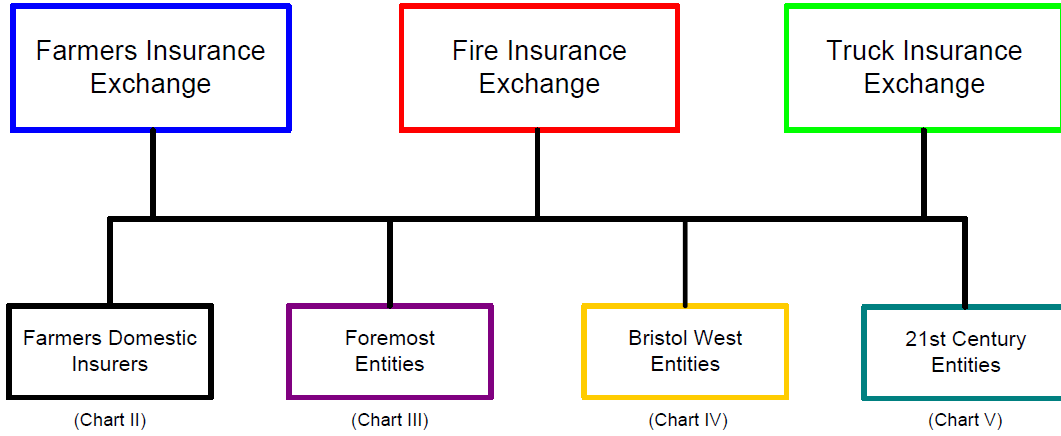 Farmers Insurance
Exchange
Fire Insurance
Exchange
Truck Insurance
Exchange
Farmers Domestic
Insurers
Foremost
Entities
Bristol West
Entities
21st Century
Entities
(Chart II)
(Chart III)
(Chart IV)
(Chart V)